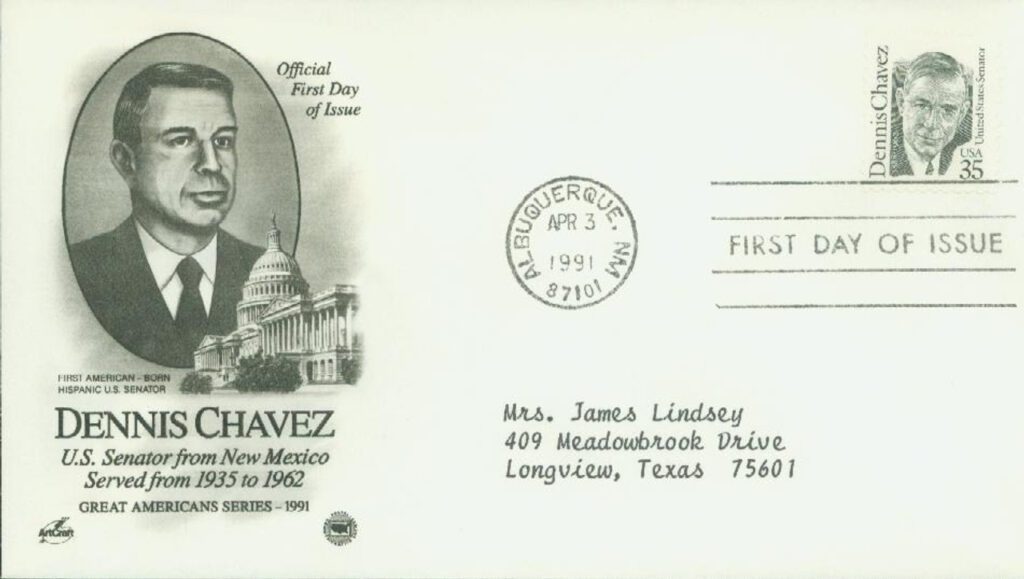 Official
First Day
of Issue
FIRST AMERICAN - BORN
HISPANIC U.S. SENATOR
DENNIS CHAVEZ
U.S. Senator from New Mexico
Served from 1935 to 1962
GREAT AMERICANS SERIES - 1991
ArtCraft
ALBUQUERQUE, NM
APR 3
1991
87101
Dennis Chavez
United States Senator
USA
35
FIRST DAY OF ISSUE
Mrs. James Lindsey
409 Meadowbrook Drive
Longview, Texas 75601